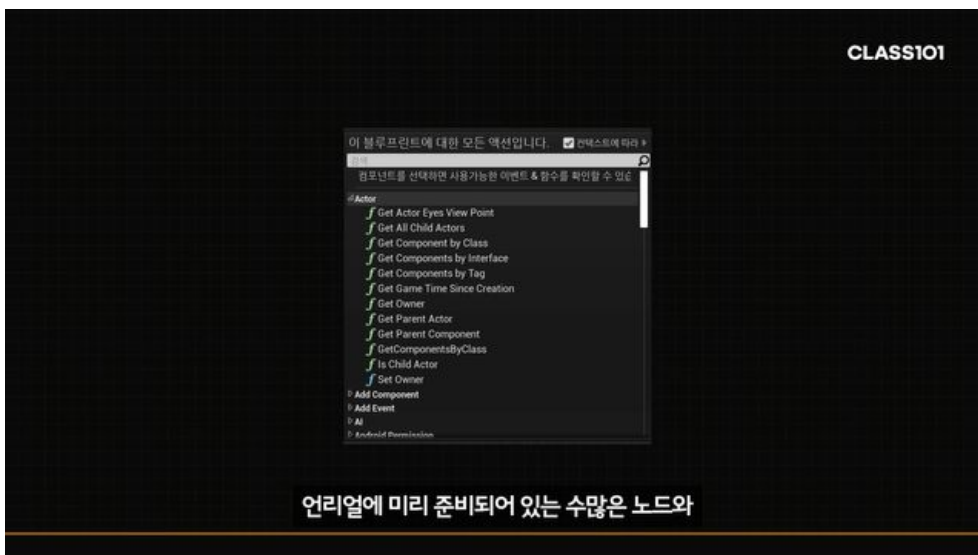 CLASS101
이 블루프린트에 대한 모든 액션입니다. 컨텍스트에 따라
검색
컴포넌트를 선택하면 사용가능한 이벤트 & 함수를 확인할 수 있습
Actor
Get Actor Eyes View Point
Get All Child Actors
Get Component by Class
Get Components by Interface
Get Components by Tag
Get Game Time Since Creation
Get Owner
Get Parent Actor
Get Parent Component
GetComponentsByClass
Is Child Actor
Set Owner
Add Component
Add Event
AI
Android Permission
언리얼에 미리 준비되어 있는 수많은 노드와